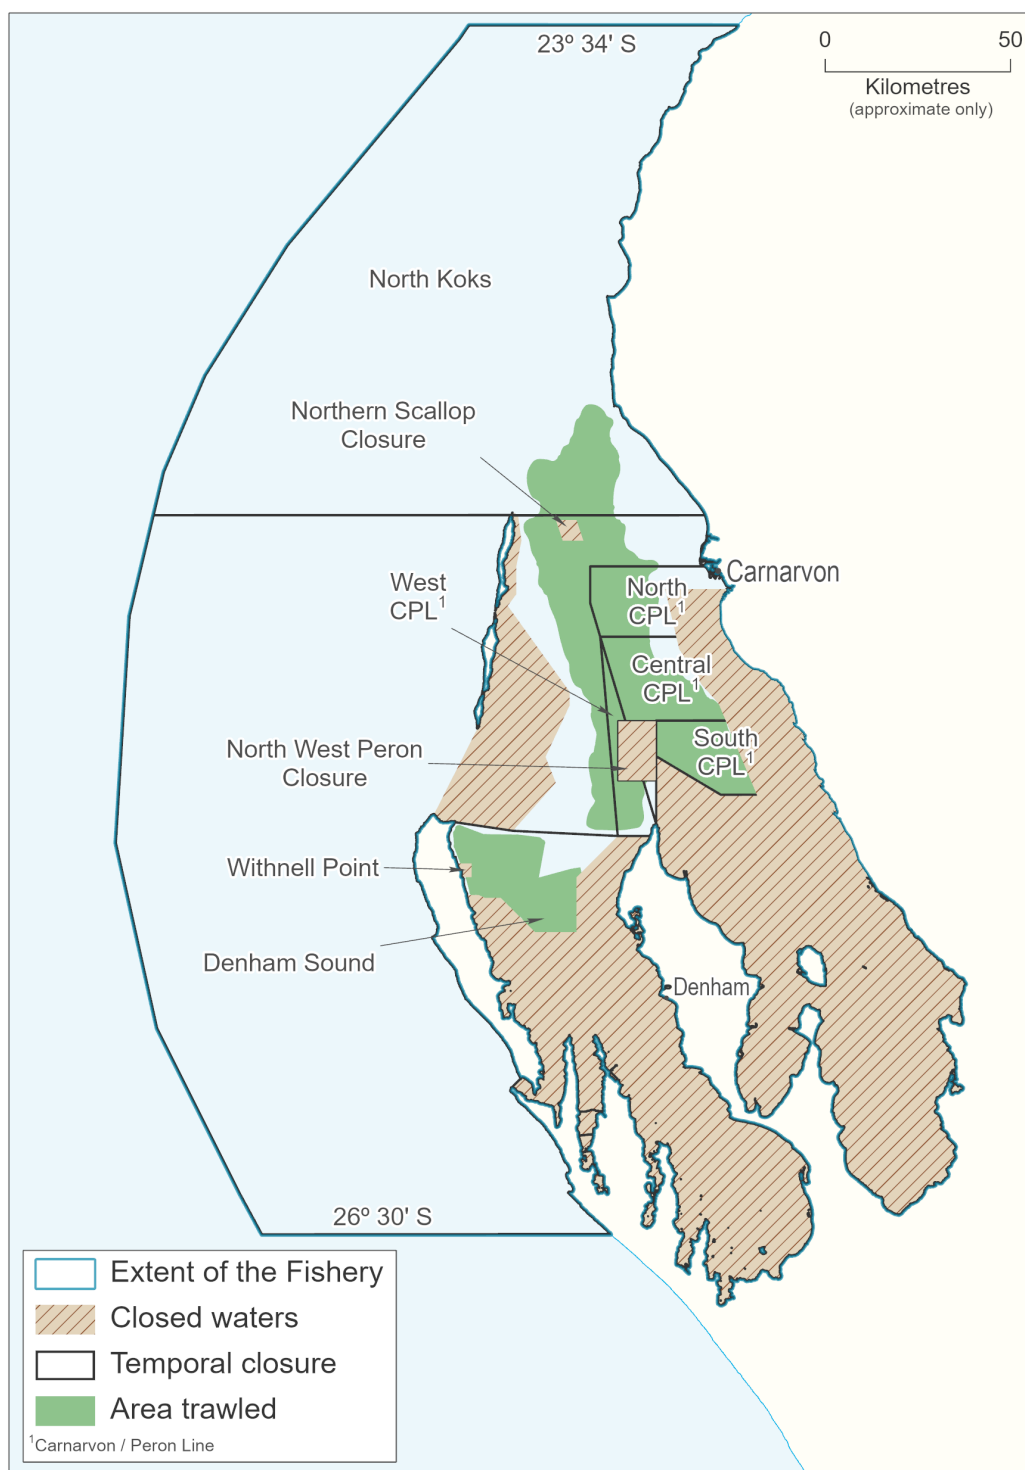 23º 34' S
0 50
Kilometres
(approximate only)
North Koks
Northern Scallop
Closure
Carnarvon
West
CPL1
North
CPL1
Central
CPL1
South
CPL1
North West Peron
Closure
Withnell Point
Denham Sound
Denham
26º 30' S
Extent of the Fishery
Closed waters
Temporal closure
Area trawled
1Carnarvon / Peron Line